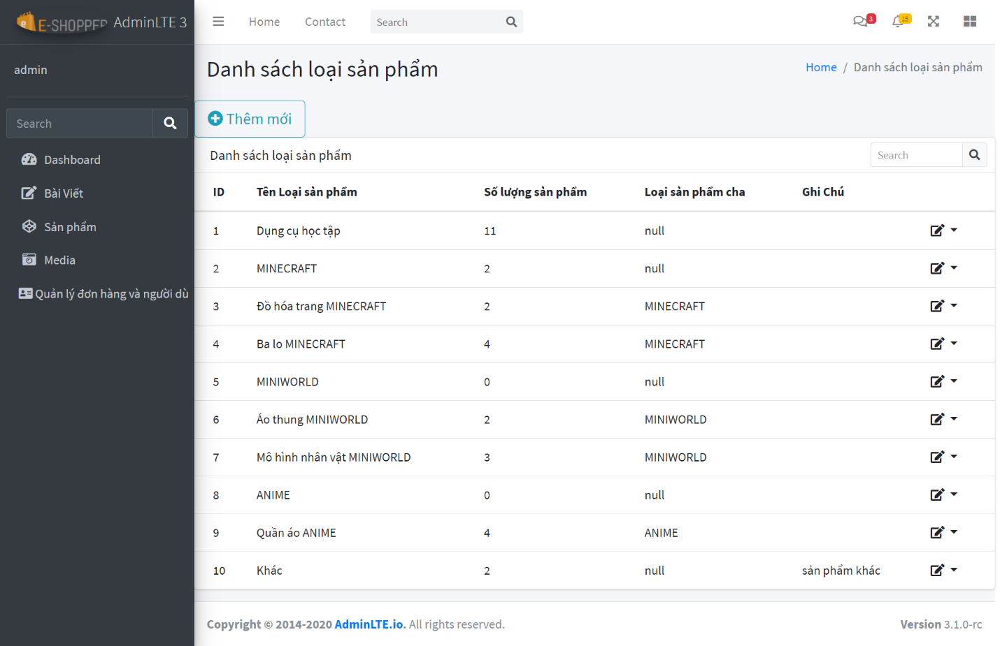 E-SHOPPER AdminLTE 3
Home Contact Search 3 15
admin
Search
Dashboard
Bài Viết
Sản phẩm
Media
Quản lý đơn hàng và người dù
Danh sách loại sản phẩm
Home / Danh sách loại sản phẩm
Thêm mới
Danh sách loại sản phẩm Search
ID Tên Loại sản phẩm Số lượng sản phẩm Loại sản phẩm cha Ghi Chú
1 Dụng cụ học tập 11 null
2 MINECRAFT 2 null
3 Đồ hóa trang MINECRAFT 2 MINECRAFT
4 Ba lo MINECRAFT 4 MINECRAFT
5 MINIWORLD 0 null
6 Áo thung MINIWORLD 2 MINIWORLD
7 Mô hình nhân vật MINIWORLD 3 MINIWORLD
8 ANIME 0 null
9 Quần áo ANIME 4 ANIME
10 Khác 2 null sản phẩm khác
Copyright © 2014-2020 AdminLTE.io. All rights reserved. Version 3.1.0-rc